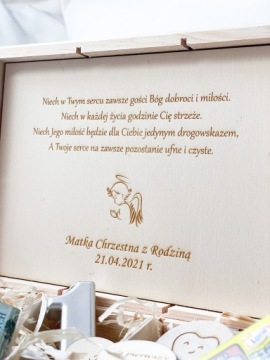 Niech w Twym sercu zawsze gości Bóg dobroci i miłości.
Niech w każdej życia godzinie Cię strzeże.
Niech Jego miłość będzie dla Ciebie jedynym drogowskazem,
A Twoje serce na zawsze pozostanie ufne i czyste.
Matka Chrzestna z Rodziną
21.04.2021 r.